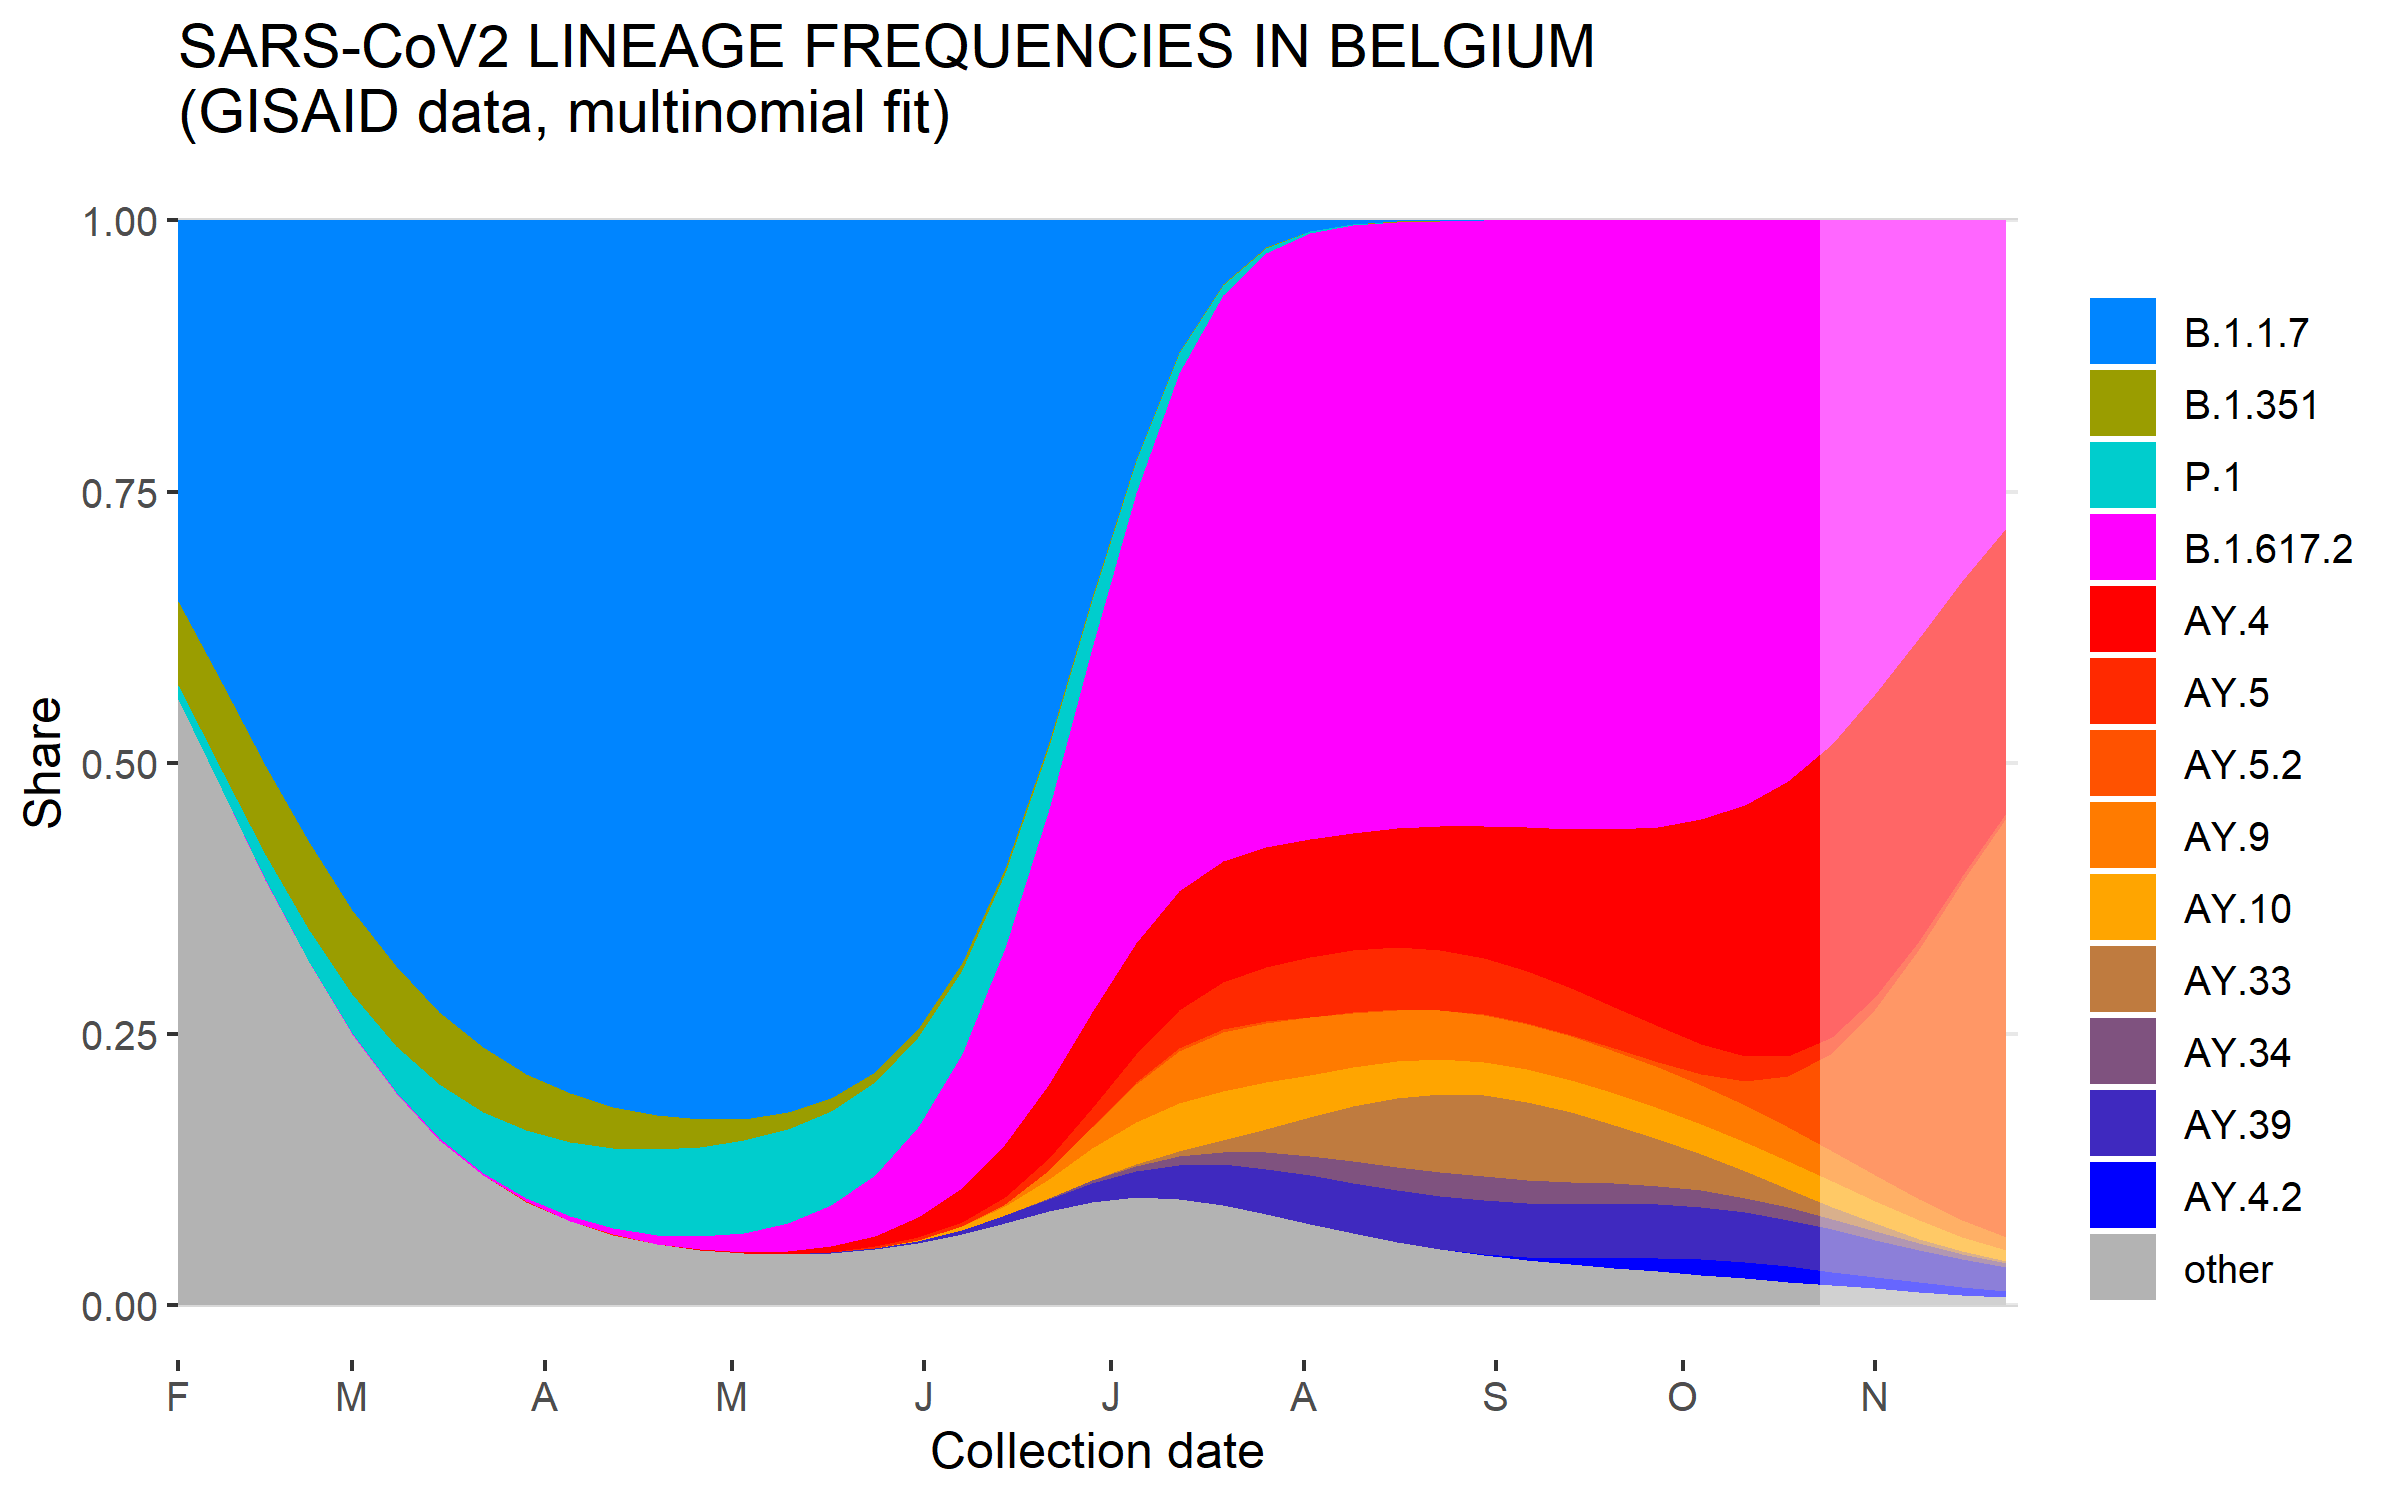 SARS-CoV2 LINEAGE FREQUENCIES IN BELGIUM
(GISAID data, multinomial fit)
1.00
0.75
0.50
0.25
0.00
Share
F M A M J J A S O N
Collection date
B.1.1.7
B.1.351
P.1
B.1.617.2
AY.4
AY.5
AY.5.2
AY.9
AY.10
AY.33
AY.34
AY.39
AY.4.2
other